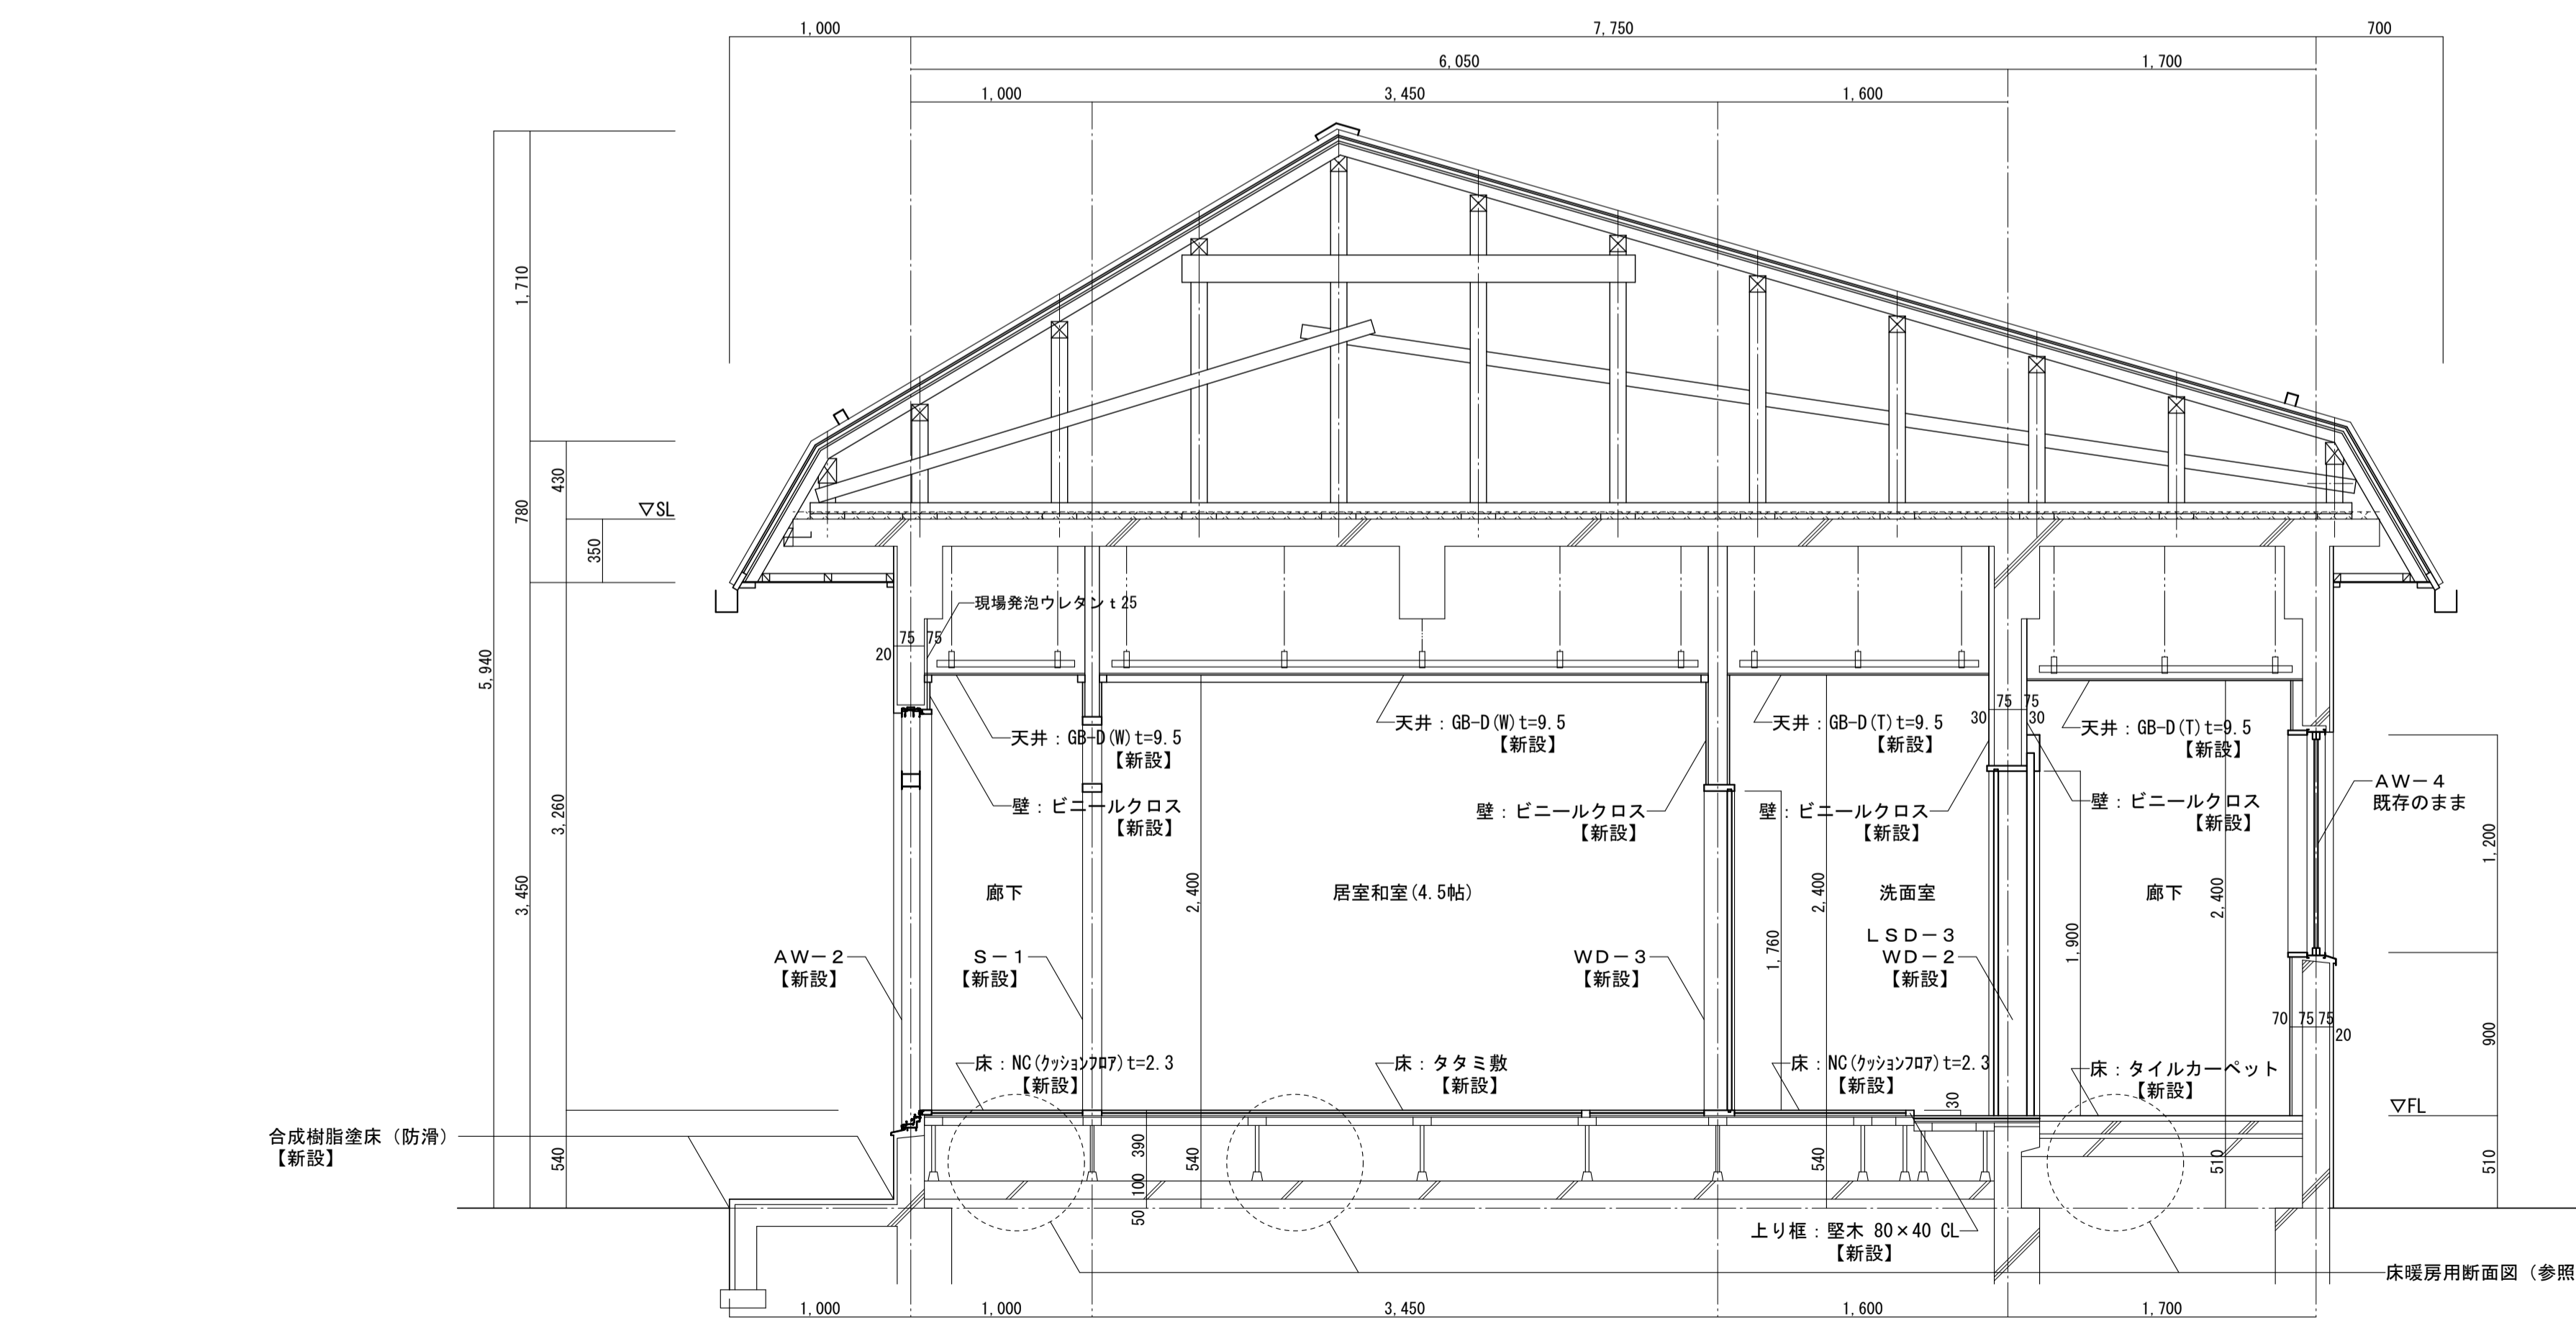 1,000
7,750
700
6,050
1,700
1,000
3,450
1,600
1,710
430
780
▽SL
350
5,940
現場発泡ウレタン t 25
75
75
20
天井：GB-D(W)t=9.5
【新設】
天井：GB-D(W)t=9.5
【新設】
天井：GB-D(T)t=9.5
【新設】
75
75
30
30
天井：GB-D(T)t=9.5
【新設】
ＡＷ－４
既存のまま
3,260
壁：ビニールクロス
【新設】
壁：ビニールクロス
【新設】
壁：ビニールクロス
【新設】
壁：ビニールクロス
【新設】
1,200
3,450
廊下
2,400
居室和室(4.5帖)
2,400
洗面室
廊下
2,400
ＡＷ－２
【新設】
Ｓ－１
【新設】
ＷＤ－３
【新設】
1,760
ＬＳＤ－３
ＷＤ－２
【新設】
1,900
70
75
75
20
900
床：NC(ｸｯｼｮﾝﾌﾛｱ)t=2.3
【新設】
床：タタミ敷
【新設】
床：NC(ｸｯｼｮﾝﾌﾛｱ)t=2.3
【新設】
30
床：タイルカーペット
【新設】
▽FL
合成樹脂塗床（防滑）
【新設】
540
390
100
50
540
540
510
510
上り框：堅木 80×40 CL
【新設】
床暖房用断面図（参照
1,000
1,000
3,450
1,600
1,700